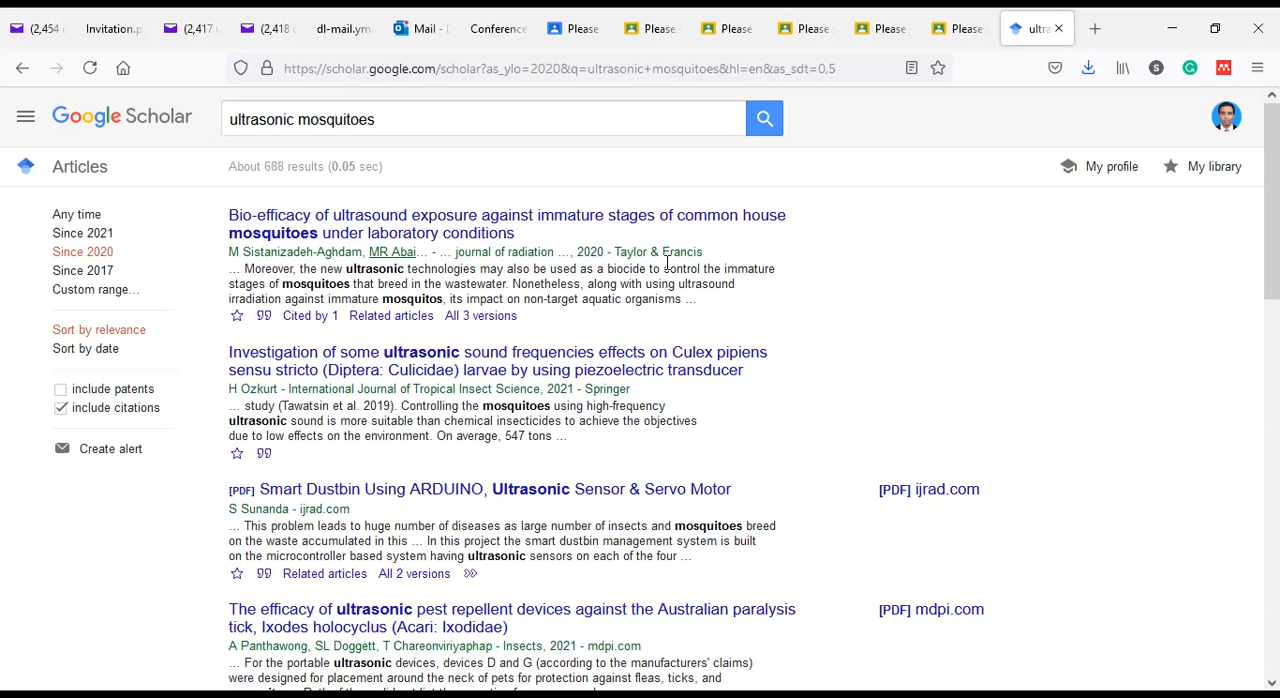 (2,454
Invitation.p
(2,417
(2,418
dl-mail.ym
Mail -
Conference
Please
Please
Please
Please
Please
Please
ultra
https://scholar.google.com/scholar?as_ylo=2020&q=ultrasonic+mosquitoes&hl=en&as_sdt=0,5
Google Scholar
ultrasonic mosquitoes
Articles
About 688 results (0.05 sec)
My profile
My library
Any time
Since 2021
Since 2020
Since 2017
Custom range...
Sort by relevance
Sort by date
include patents
include citations
Create alert
Bio-efficacy of ultrasound exposure against immature stages of common house
mosquitoes under laboratory conditions
M Sistanizadeh-Aghdam, MR Abai... - ... journal of radiation ..., 2020 - Taylor & Francis
... Moreover, the new ultrasonic technologies may also be used as a biocide to control the immature
stages of mosquitoes that breed in the wastewater. Nonetheless, along with using ultrasound
irradiation against immature mosquitos, its impact on non-target aquatic organisms ...
Cited by 1 Related articles All 3 versions
Investigation of some ultrasonic sound frequencies effects on Culex pipiens
sensu stricto (Diptera: Culicidae) larvae by using piezoelectric transducer
H Ozkurt - International Journal of Tropical Insect Science, 2021 - Springer
... study (Tawatsin et al. 2019). Controlling the mosquitoes using high-frequency
ultrasonic sound is more suitable than chemical insecticides to achieve the objectives
due to low effects on the environment. On average, 547 tons ...
[PDF] Smart Dustbin Using ARDUINO, Ultrasonic Sensor & Servo Motor
[PDF] ijrad.com
S Sunanda - ijrad.com
... This problem leads to huge number of diseases as large number of insects and mosquitoes breed
on the waste accumulated in this ... In this project the smart dustbin management system is built
on the microcontroller based system having ultrasonic sensors on each of the four ...
Related articles All 2 versions
The efficacy of ultrasonic pest repellent devices against the Australian paralysis
tick, Ixodes holocyclus (Acari: Ixodidae)
[PDF] mdpi.com
A Panthawong, SL Doggett, T Chareonviriyaphap - Insects, 2021 - mdpi.com
... For the portable ultrasonic devices, devices D and G (according to the manufacturers' claims)
were designed for placement around the neck of pets for protection against fleas, ticks, and